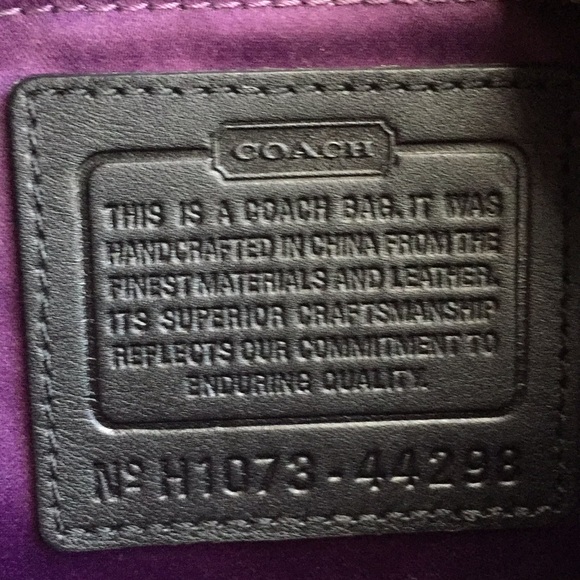 COACH
THIS IS A COACH BAG. IT WAS
HANDCRAFTED IN CHINA FROM THE
FINEST MATERIALS AND LEATHER.
ITS SUPERIOR CRAFTSMANSHIP
REFLECTS OUR COMMITMENT TO
ENDURING QUALITY.
Nº H1073-44298